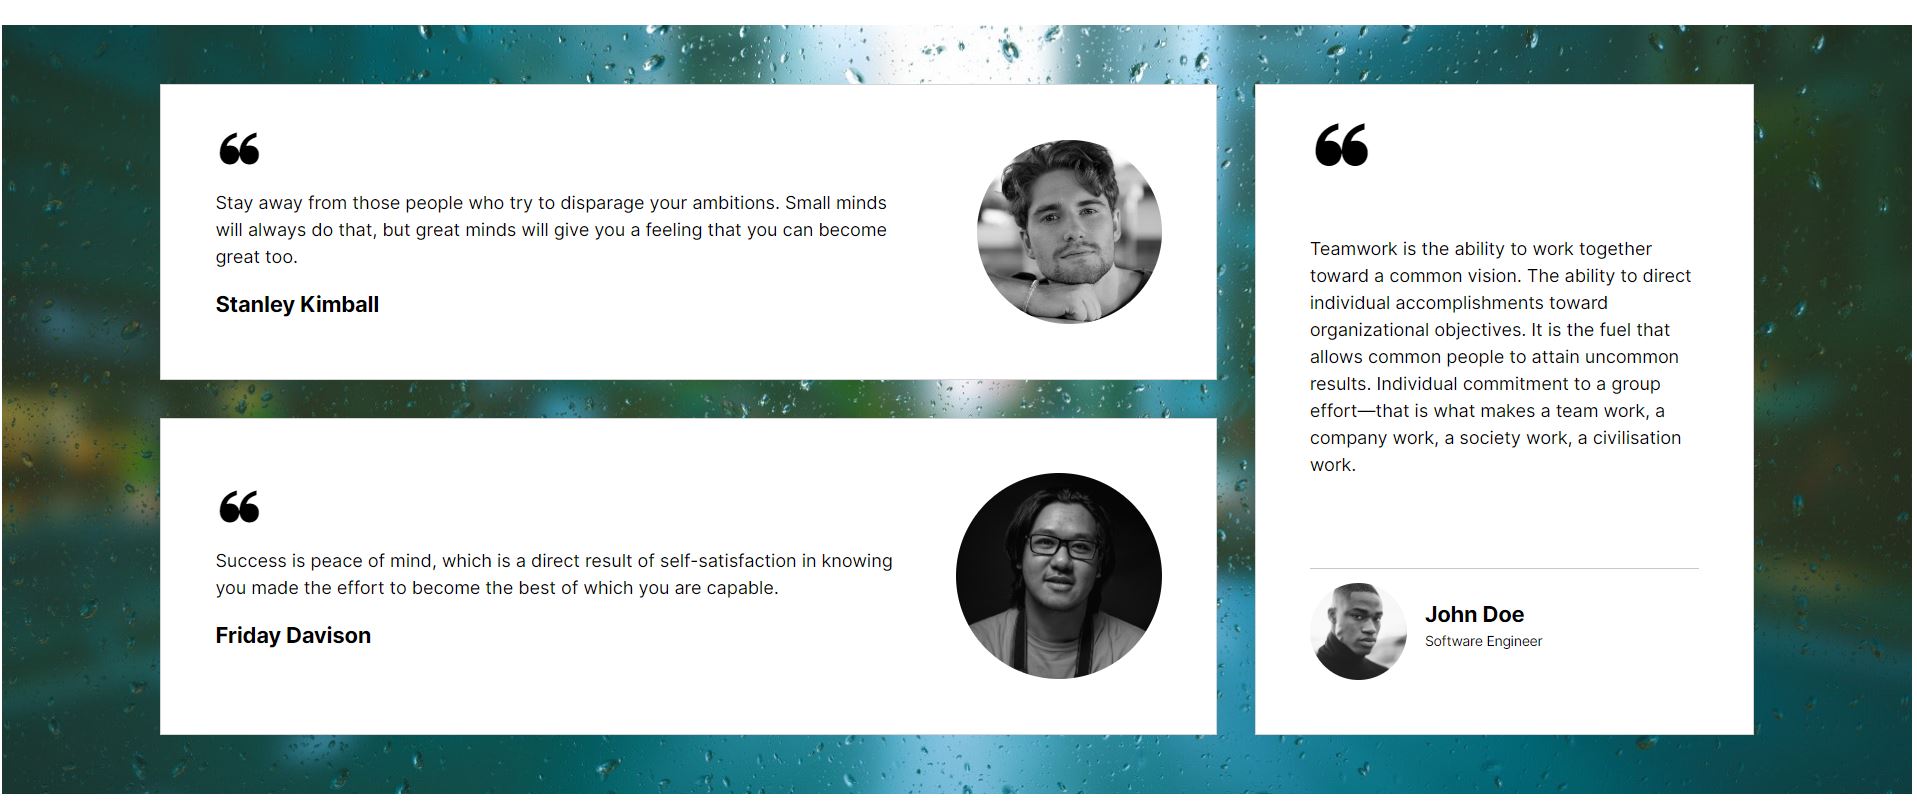 ❝
Stay away from those people who try to disparage your ambitions. Small minds
will always do that, but great minds will give you a feeling that you can become
great too.
Stanley Kimball
❝
Success is peace of mind, which is a direct result of self-satisfaction in knowing
you made the effort to become the best of which you are capable.
Friday Davison
❝
Teamwork is the ability to work together
toward a common vision. The ability to direct
individual accomplishments toward
organizational objectives. It is the fuel that
allows common people to attain uncommon
results. Individual commitment to a group
effort—that is what makes a team work, a
company work, a society work, a civilisation
work.
John Doe
Software Engineer